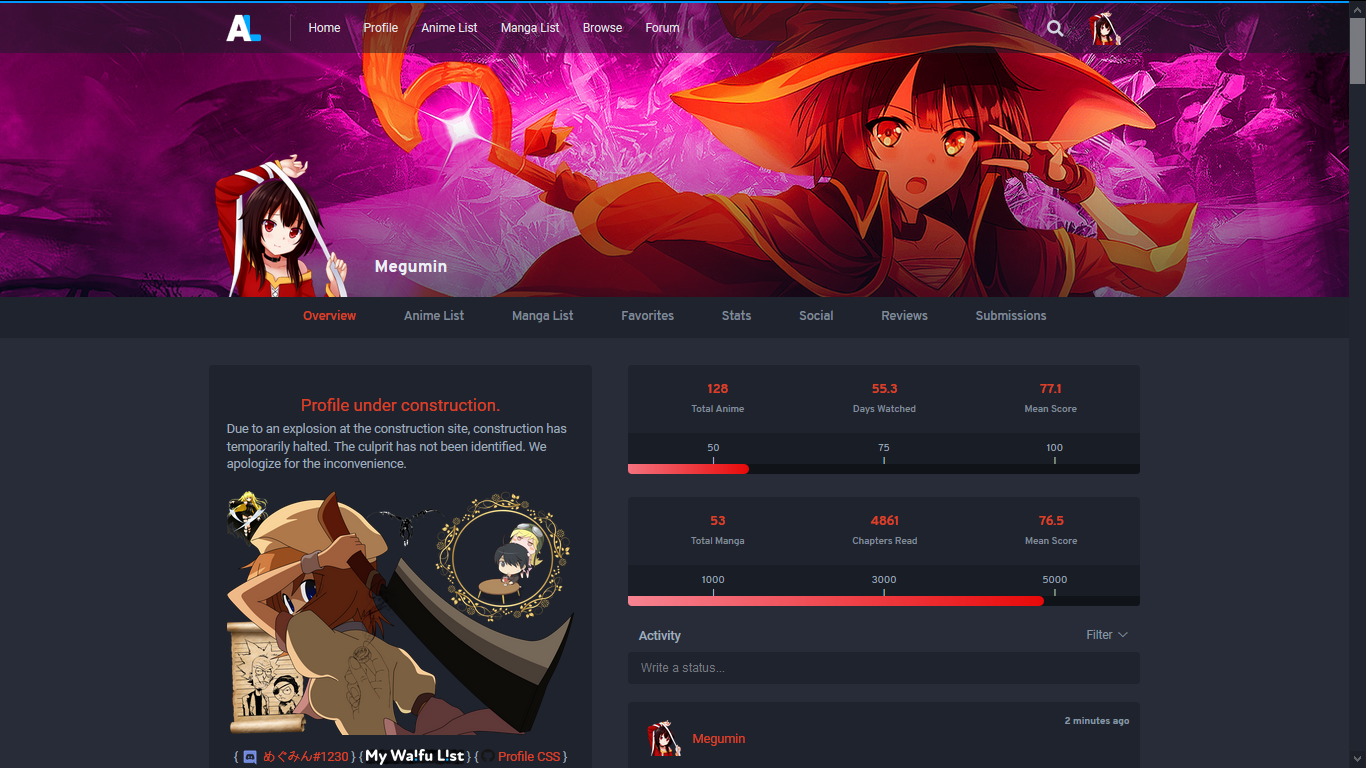 AL
Home Profile Anime List Manga List Browse Forum
Megumin
Overview Anime List Manga List Favorites Stats Social Reviews Submissions
Profile under construction.
Due to an explosion at the construction site, construction has
temporarily halted. The culprit has not been identified. We
apologize for the inconvenience.
{ めぐみん#1230 } { My Waifu List } { Profile CSS }
128 55.3 77.1
Total Anime Days Watched Mean Score
50 75 100
53 4861 76.5
Total Manga Chapters Read Mean Score
1000 3000 5000
Activity Filter
Write a status...
2 minutes ago
Megumin